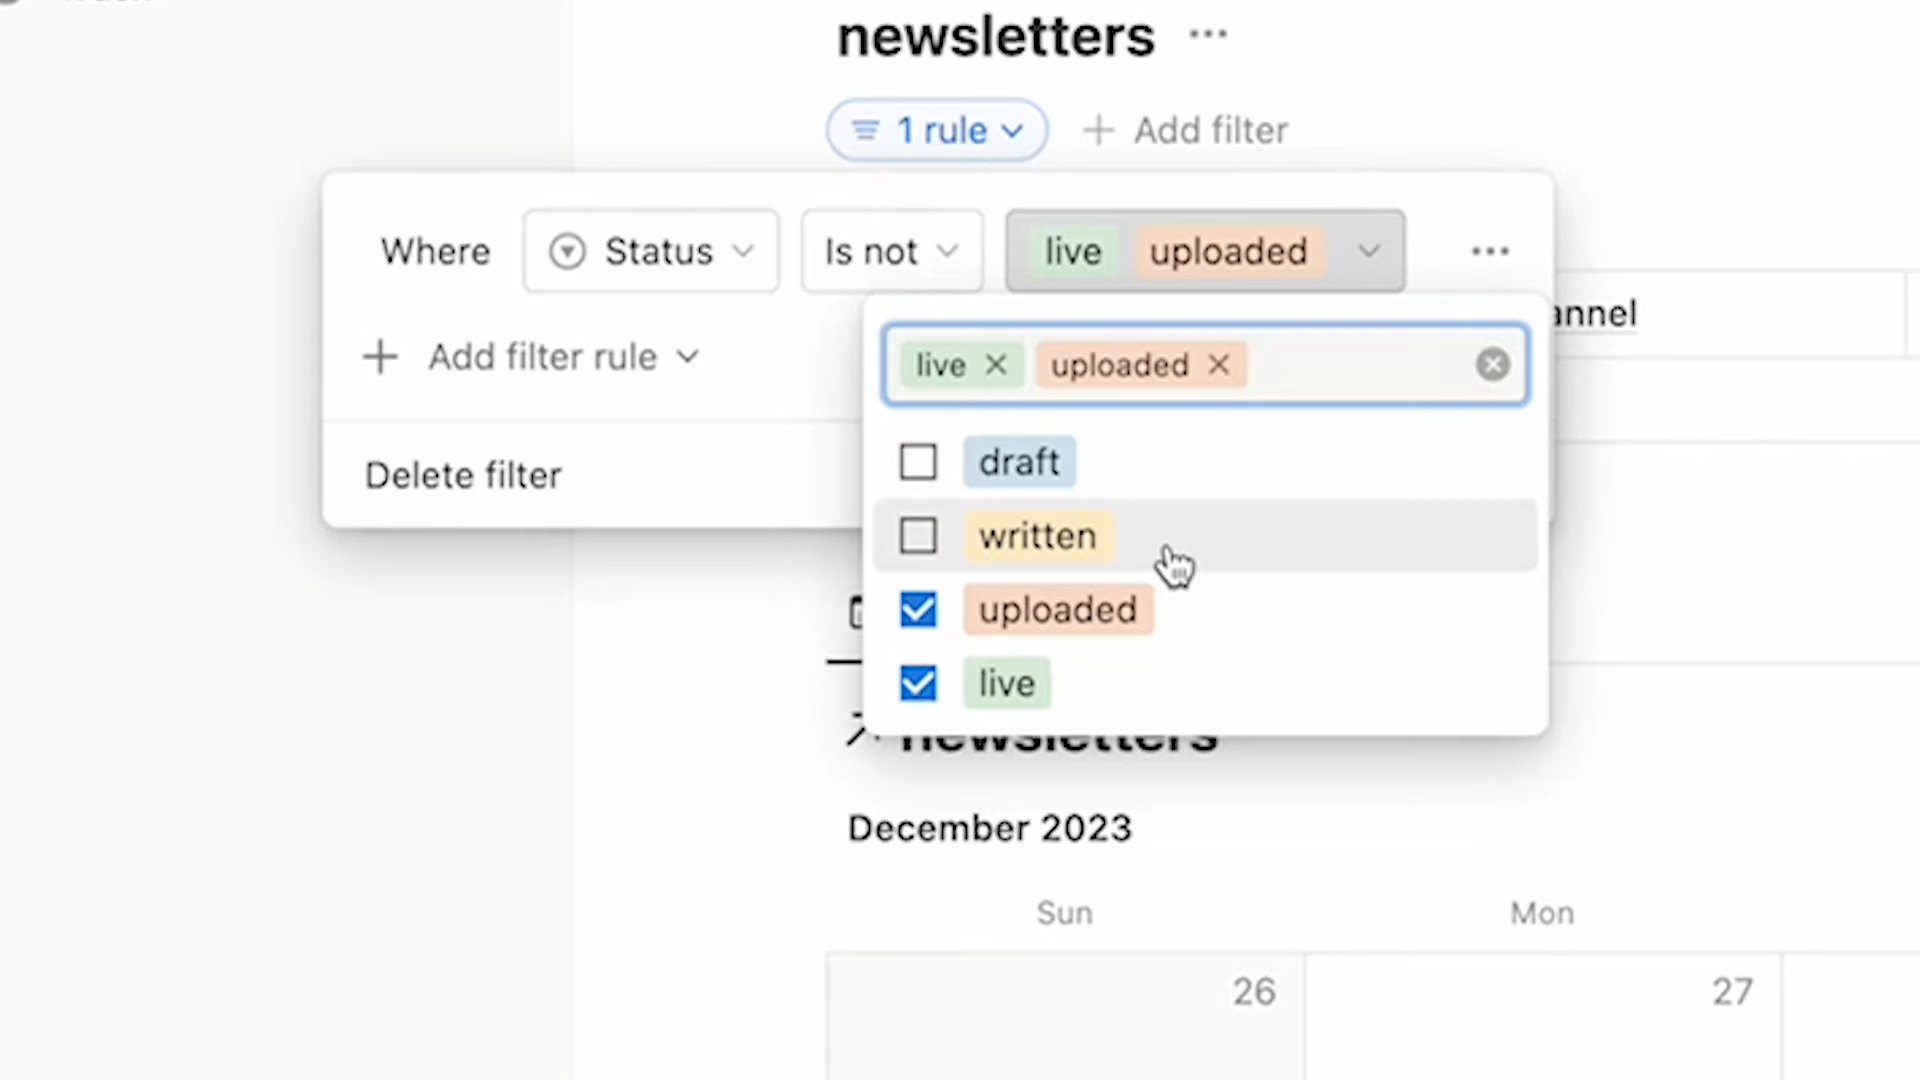 newsletters
1 rule + Add filter
Where Status Is not live uploaded
annel
live uploaded
+ Add filter rule
draft
Delete filter
written
uploaded
live
newsletters
December 2023
Sun Mon
26 27